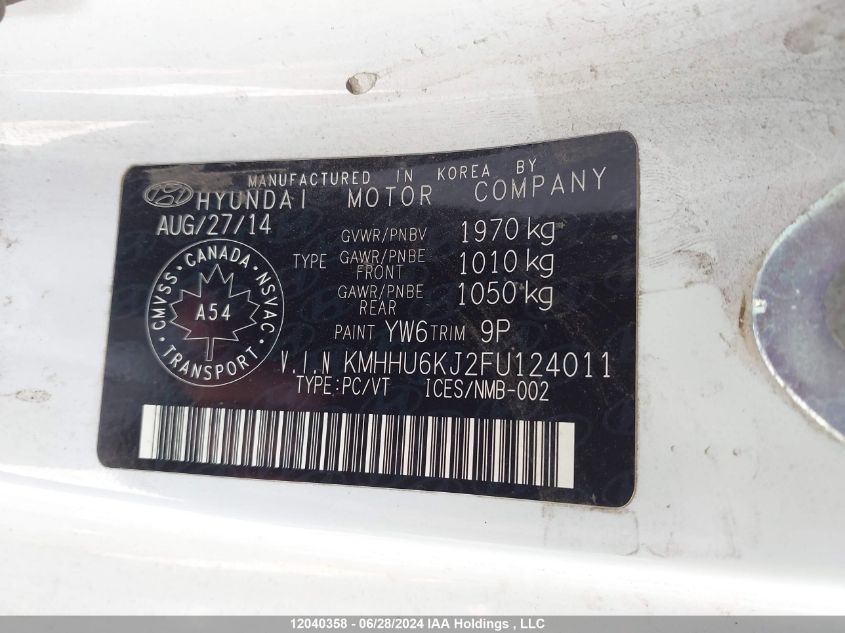 MANUFACTURED IN KOREA BY
HYUNDAI MOTOR COMPANY
AUG/27/14
GVWR/PNBV 1970 kg
TYPE GAWR/PNBE FRONT 1010 kg
GAWR/PNBE REAR 1050 kg
CMVSS · CANADA · NSVAC · TRANSPORT ·
A54
PAINT YW6 TRIM 9P
V.I.N KMHHU6KJ2FU124011
TYPE:PC/VT ICES/NMB-002
12040358 - 06/28/2024 IAA Holdings , LLC